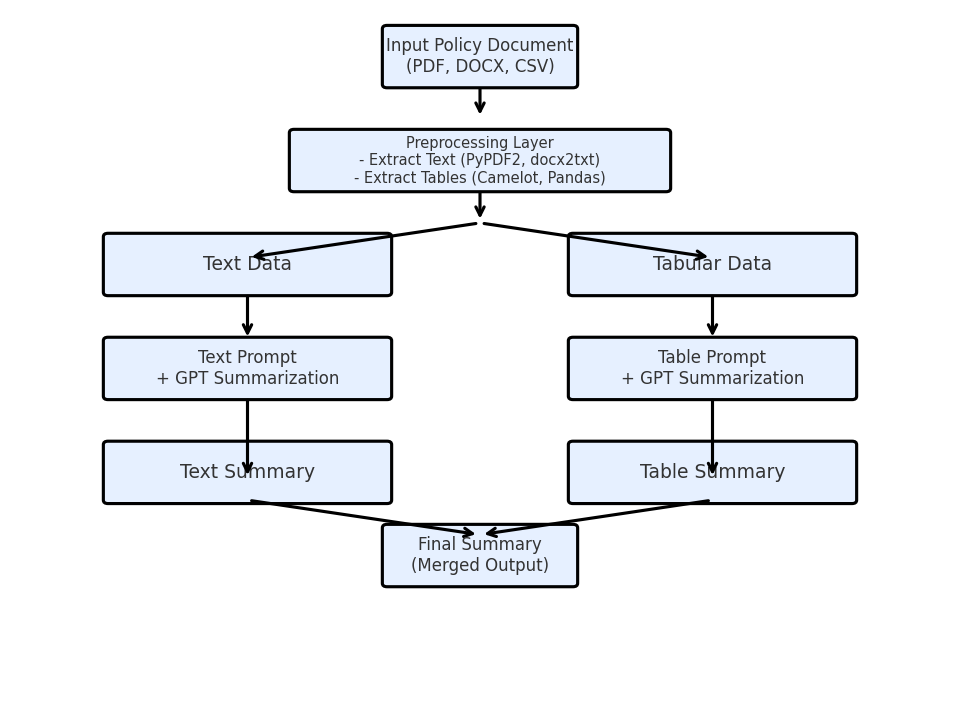 Input Policy Document
(PDF, DOCX, CSV)
Preprocessing Layer
- Extract Text (PyPDF2, docx2txt)
- Extract Tables (Camelot, Pandas)
Text Data
Tabular Data
Text Prompt
+ GPT Summarization
Table Prompt
+ GPT Summarization
Text Summary
Table Summary
Final Summary
(Merged Output)